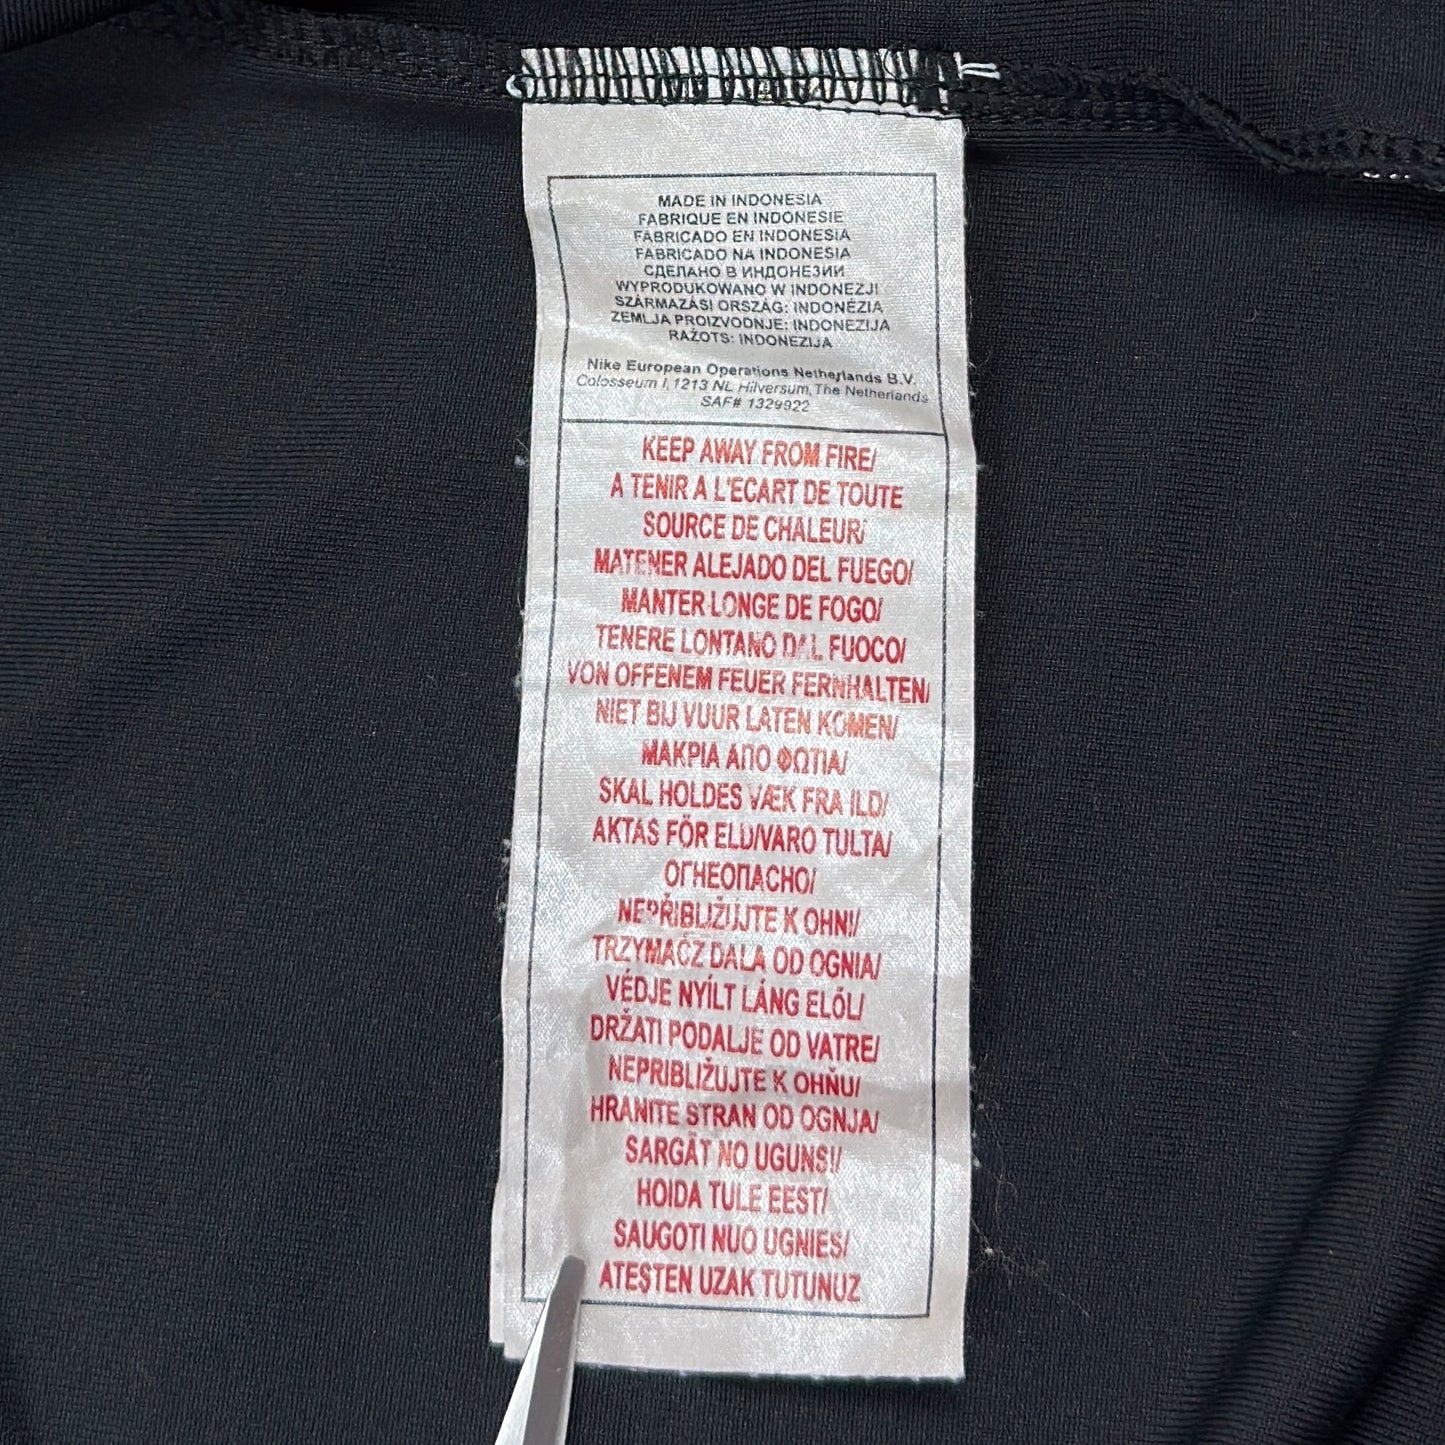 MADE IN INDONESIA
FABRIQUE EN INDONESIE
FABRICADO EN INDONESIA
FABRICADO NA INDONESIA
СДЕЛАНО В ИНДОНЕЗИИ
WYPRODUKOWANO W INDONEZJI
SZÁRMAZÁSI ORSZÁG: INDONÉZIA
ZEMLJA PROIZVODNJE: INDONEZIJA
RAŽOTS: INDONEZIJA
Nike European Operations Netherlands B.V.
Colosseum 1, 1213 NL Hilversum, The Netherlands
SAF# 1329922
KEEP AWAY FROM FIRE/
A TENIR A L'ECART DE TOUTE
SOURCE DE CHALEUR/
MATENER ALEJADO DEL FUEGO/
MANTER LONGE DE FOGO/
TENERE LONTANO DAL FUOCO/
VON OFFENEM FEUER FERNHALTEN/
NIET BIJ VUUR LATEN KOMEN/
ΜΑΚΡΙΑ ΑΠΟ ΦΩΤΙΑ/
SKAL HOLDES VÆK FRA ILD/
AKTAS FÖR ELD/VARO TULTA/
ОГНЕОПАСНО/
NEPŘIBLIŽUJTE K OHNI/
TRZYMAĆZ DALA OD OGNIA/
VÉDJE NYÍLT LÁNG ELŐL/
DRŽATI PODALJE OD VATRE/
NEPRIBLIŽUJTE K OHŇU/
HRANITE STRAN OD OGNJA/
SARGĀT NO UGUNS!/
HOIDA TULE EEST/
SAUGOTI NUO UGNIES/
ATEŞTEN UZAK TUTUNUZ